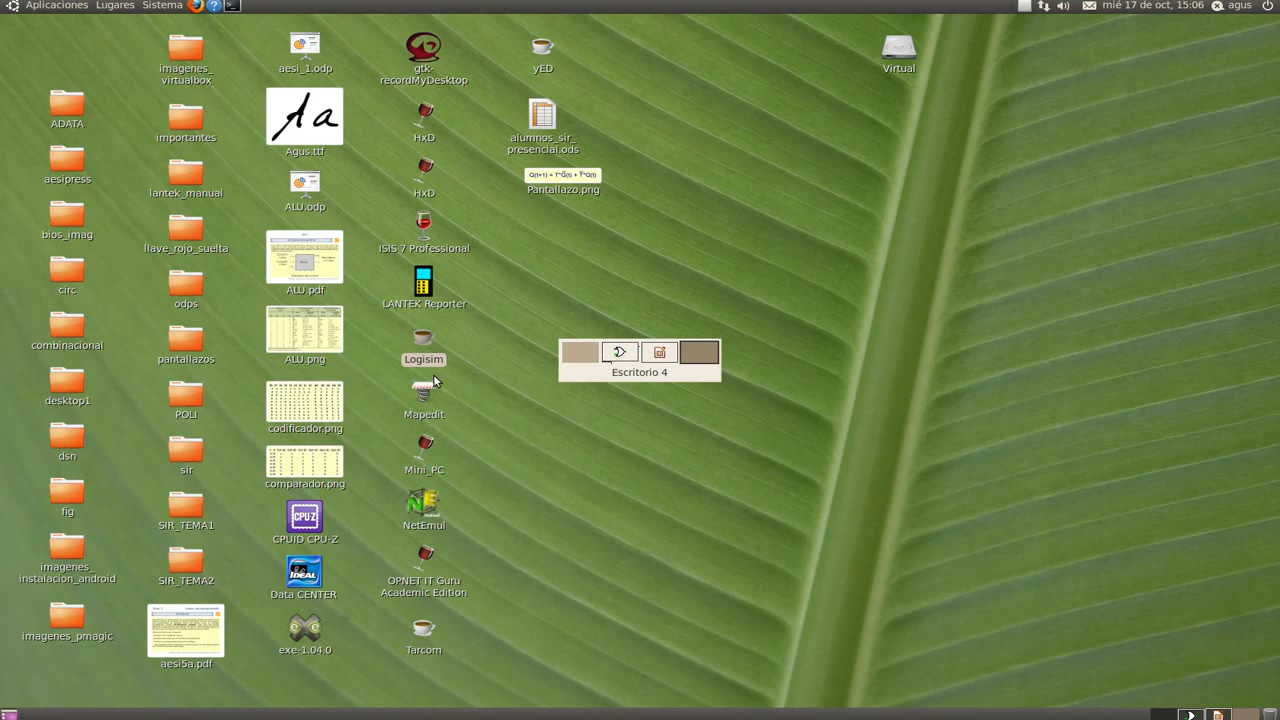 Aplicaciones Lugares Sistema
mié 17 de oct, 15:06 agus
ADATA
aesipress
bios_imag
circ
combinacional
desktop1
dsn
fig
imagenes_
instalacion_android
imagenes_pmagic
imagenes_
virtualbox
importantes
lantek_manual
llave_rojo_suelta
odps
pantallazos
POLI
sir
SIR_TEMA1
SIR_TEMA2
aesi5a.pdf
aesi_1.odp
Aa
Agus.ttf
ALU.odp
ALU.pdf
ALU.png
codificador.png
comparador.png
CPU-Z
CPUID CPU-Z
IDEAL
Data CENTER
exe-1.04.0
gtk-
recordMyDesktop
HxD
HxD
ISIS 7 Professional
LANTEK Reporter
Logisim
Mapedit
Mini_PC
NetEmul
OPNET IT Guru
Academic Edition
Tarcom
yED
alumnos_sir_
presencial.ods
Pantallazo.png
Virtual
Escritorio 4